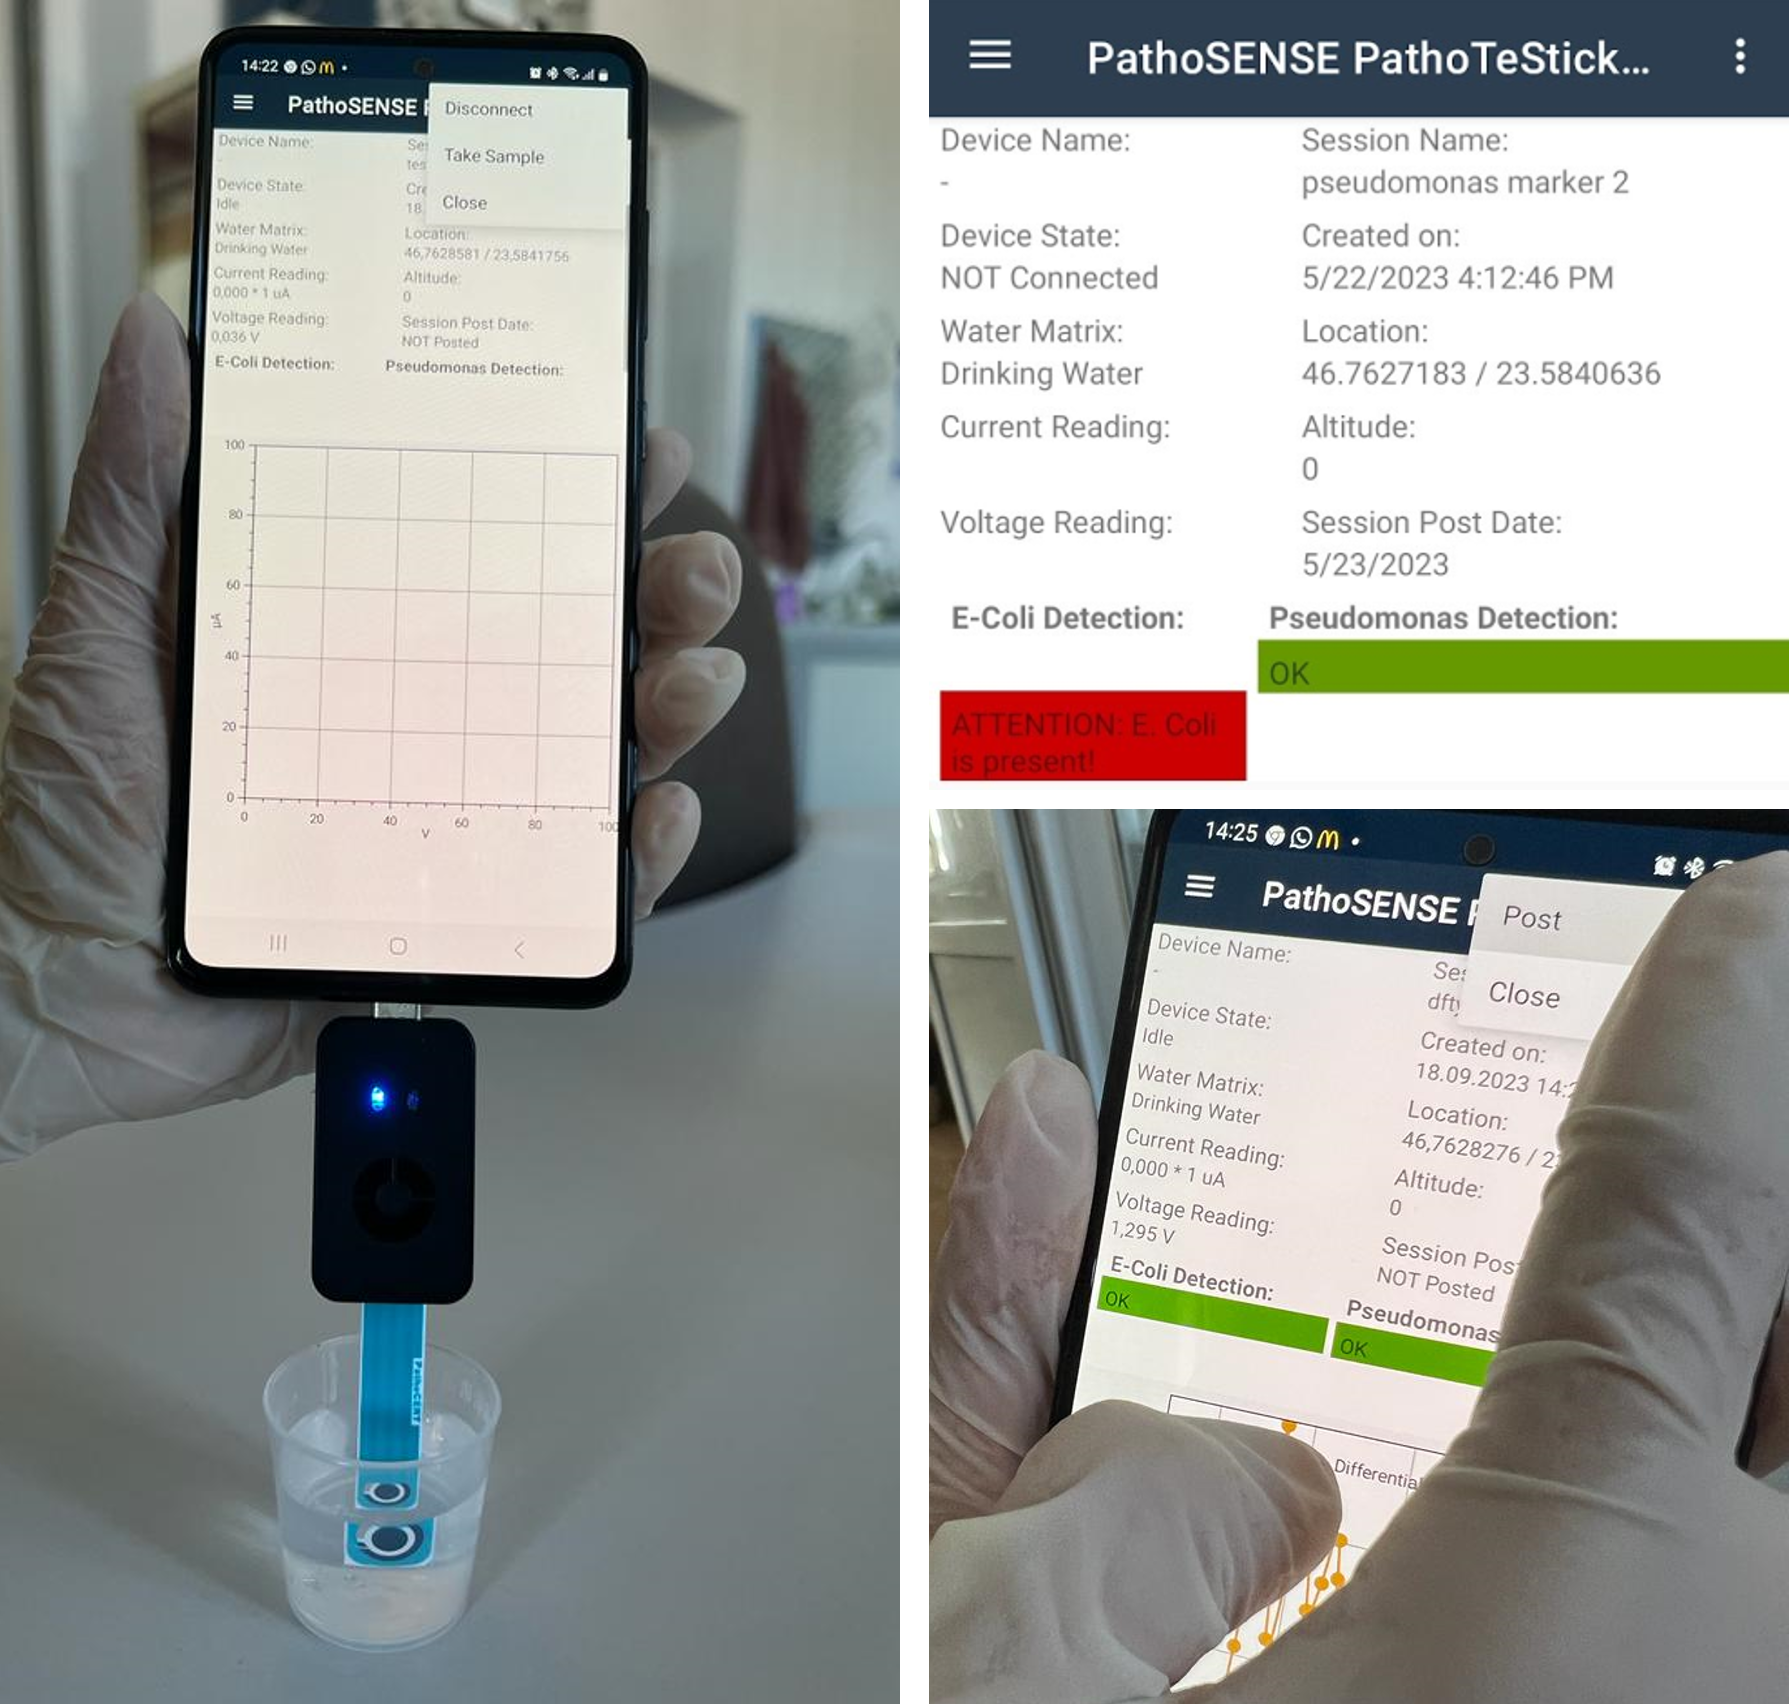 14:22
PathoSENSE
Disconnect
Take Sample
Close
Device Name:
-
Device State:
Idle
Water Matrix:
Drinking Water
Location:
46,7628581 / 23,5841756
Current Reading:
0,000 * 1 uA
Altitude:
0
Voltage Reading:
0,036 V
Session Post Date:
NOT Posted
E-Coli Detection:
Pseudomonas Detection:
100
80
60
40
20
0
µA
0 20 40 60 80 100
V
PathoSENSE PathoTeStick...
Device Name:
-
Session Name:
pseudomonas marker 2
Device State:
NOT Connected
Created on:
5/22/2023 4:12:46 PM
Water Matrix:
Drinking Water
Location:
46.7627183 / 23.5840636
Current Reading:
Altitude:
0
Voltage Reading:
Session Post Date:
5/23/2023
E-Coli Detection:
Pseudomonas Detection:
OK
ATTENTION: E. Coli
is present!
14:25
PathoSENSE
Post
Close
Device Name:
-
Device State:
Idle
Created on:
18.09.2023 14:
Water Matrix:
Drinking Water
Location:
46,7628276 /
Current Reading:
0,000 * 1 uA
Altitude:
0
Voltage Reading:
1,295 V
Session Pos
NOT Posted
E-Coli Detection:
OK
Pseudomonas
OK
Differential